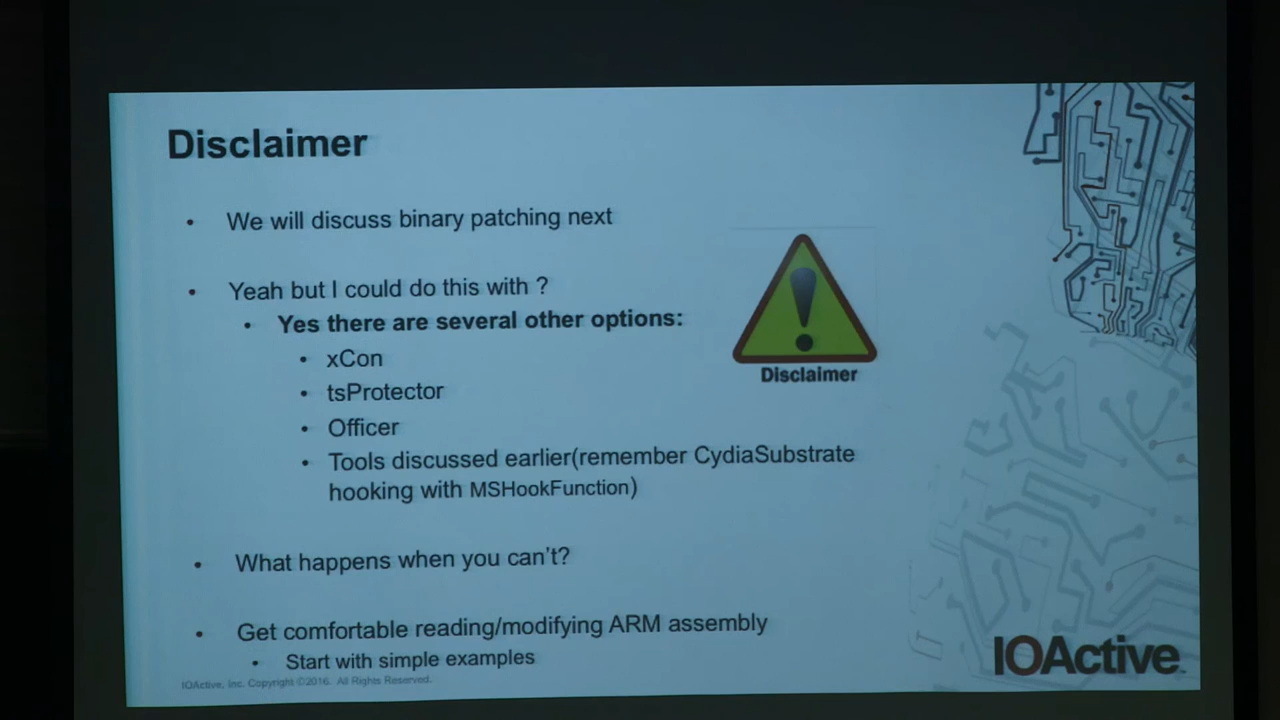 Disclaimer
We will discuss binary patching next
Yeah but I could do this with ?
Yes there are several other options:
xCon
tsProtector
Officer
Tools discussed earlier(remember CydiaSubstrate
hooking with MSHookFunction)
Disclaimer
What happens when you can't?
Get comfortable reading/modifying ARM assembly
Start with simple examples
IOActive, Inc. Copyright ©2016. All Rights Reserved.
IOActive